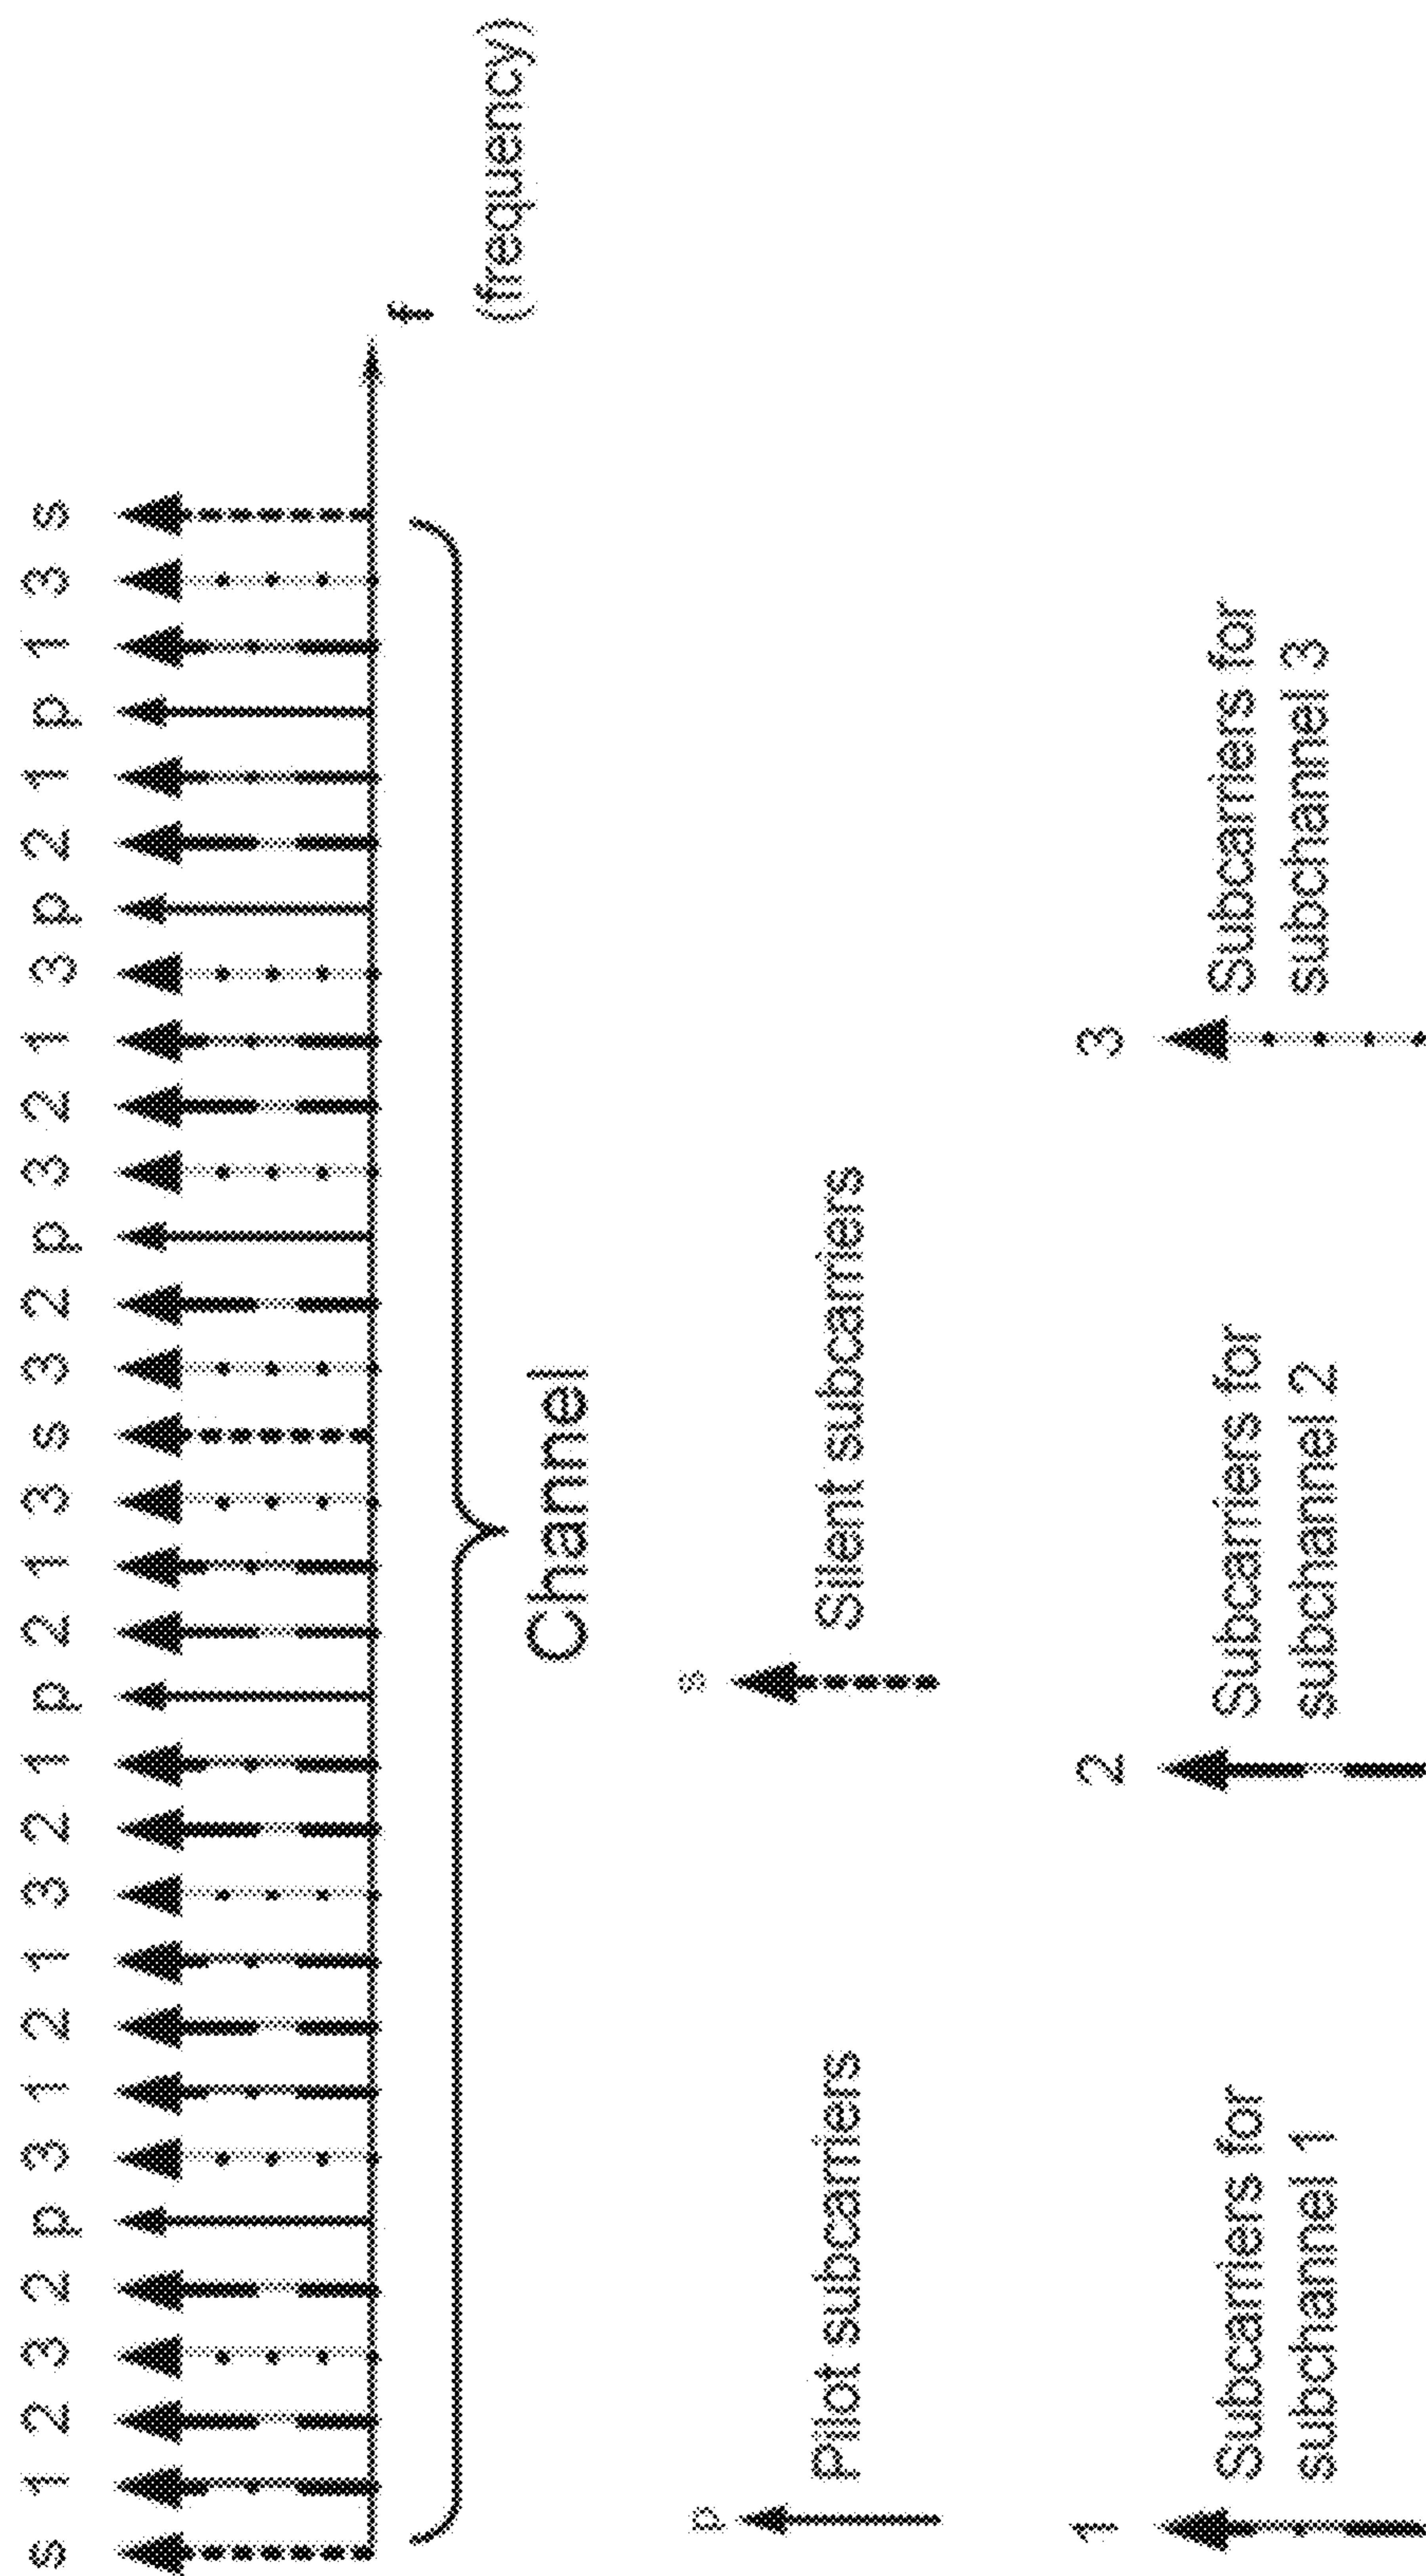 s 1 2 3 2 p 3 1 2 1 3 2 1 p 2 1 3 s 3 2 p 3 2 1 3 p 2 1 p 1 3 s
f
(frequency)
Channel
p
Pilot subcarriers
s
Silent subcarriers
1
Subcarriers for
subchannel 1
2
Subcarriers for
subchannel 2
3
Subcarriers for
subchannel 3